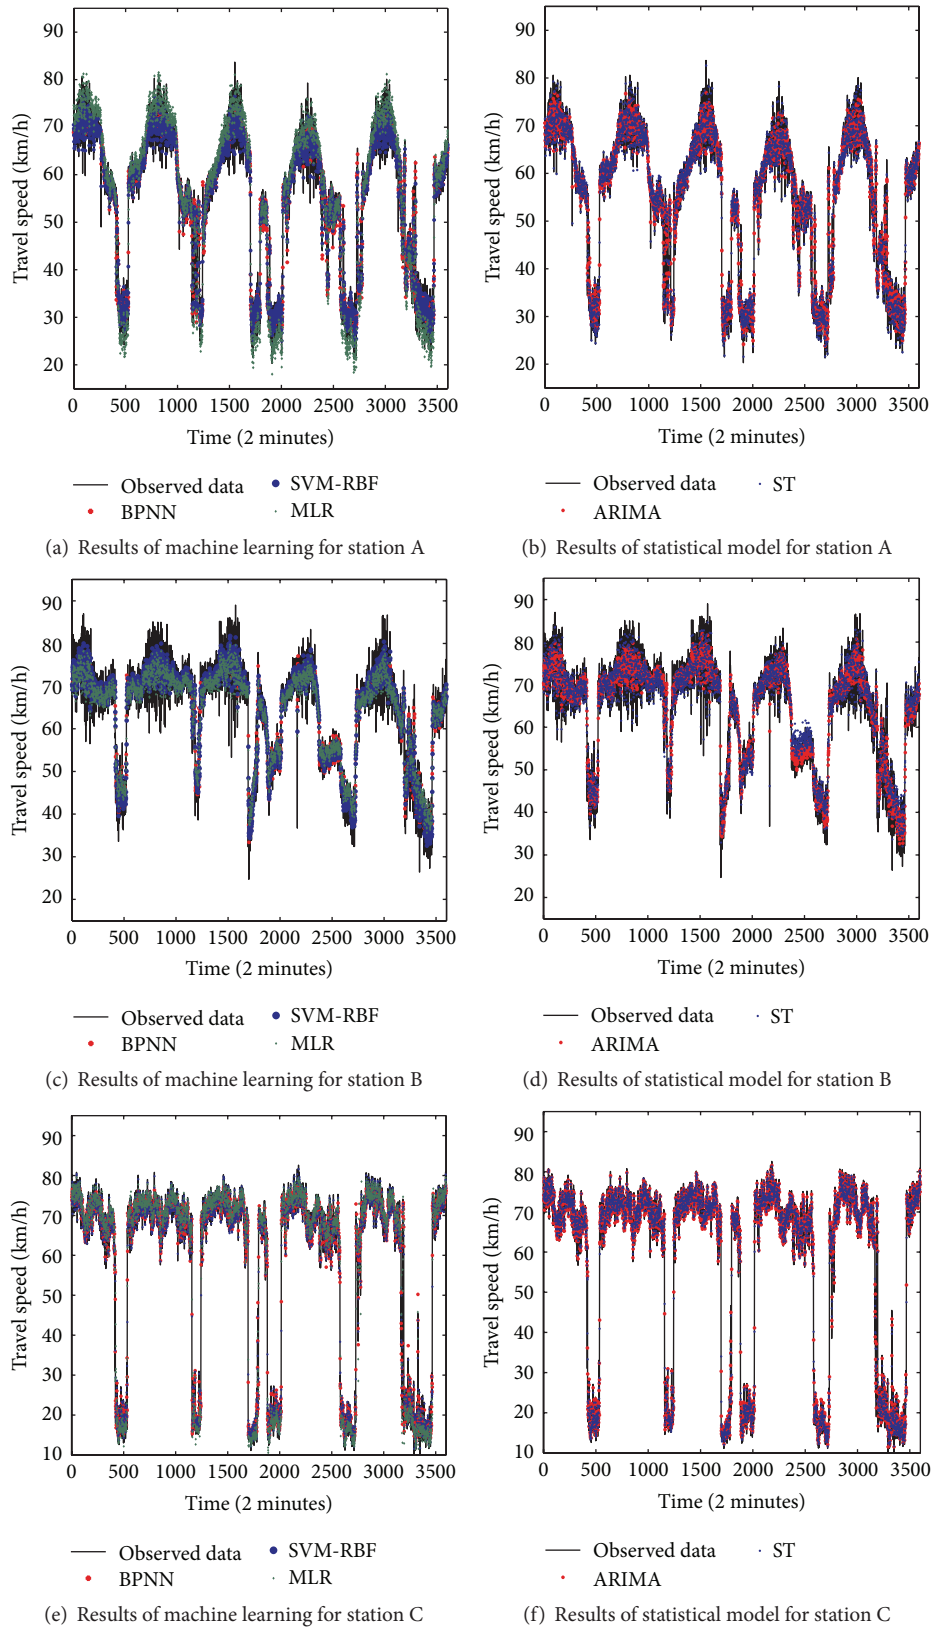 90
80
70
60
50
40
30
20
Travel speed (km/h)
0 500 1000 1500 2000 2500 3000 3500
Time (2 minutes)
Observed data SVM-RBF
BPNN MLR
(a) Results of machine learning for station A
90
80
70
60
50
40
30
20
Travel speed (km/h)
0 500 1000 1500 2000 2500 3000 3500
Time (2 minutes)
Observed data ST
ARIMA
(b) Results of statistical model for station A
90
80
70
60
50
40
30
20
Travel speed (km/h)
0 500 1000 1500 2000 2500 3000 3500
Time (2 minutes)
Observed data SVM-RBF
BPNN MLR
(c) Results of machine learning for station B
90
80
70
60
50
40
30
20
Travel speed (km/h)
0 500 1000 1500 2000 2500 3000 3500
Time (2 minutes)
Observed data ST
ARIMA
(d) Results of statistical model for station B
90
80
70
60
50
40
30
20
10
Travel speed (km/h)
0 500 1000 1500 2000 2500 3000 3500
Time (2 minutes)
Observed data SVM-RBF
BPNN MLR
(e) Results of machine learning for station C
90
80
70
60
50
40
30
20
10
Travel speed (km/h)
0 500 1000 1500 2000 2500 3000 3500
Time (2 minutes)
Observed data ST
ARIMA
(f) Results of statistical model for station C